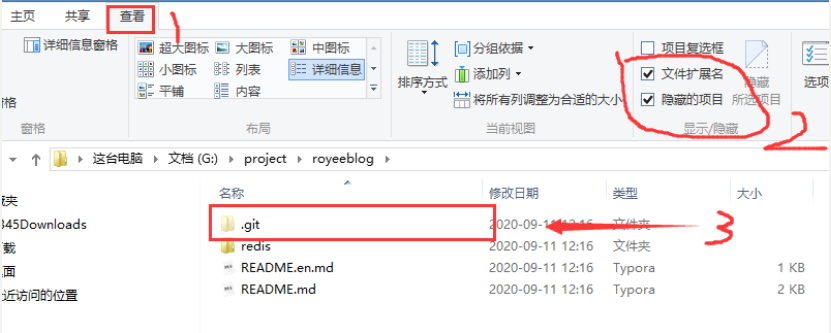 主页 共享 查看 1
详细信息窗格 超大图标 大图标 中图标 分组依据 项目复选框
小图标 列表 详细信息 排序方式 添加列 文件扩展名 隐藏 选项
格 平铺 内容 将所有列调整为合适的大小 隐藏的项目 所选项目
窗格 布局 当前视图 显示/隐藏 2
这台电脑 文档 (G:) project royeeblog
名称 修改日期 类型 大小
夹
345Downloads .git 2020-09-11 12:16 文件夹 3
载 redis 2020-09-11 12:16 文件夹
面 README.en.md 2020-09-11 12:16 Typora 1 KB
近访问的位置 README.md 2020-09-11 12:16 Typora 2 KB